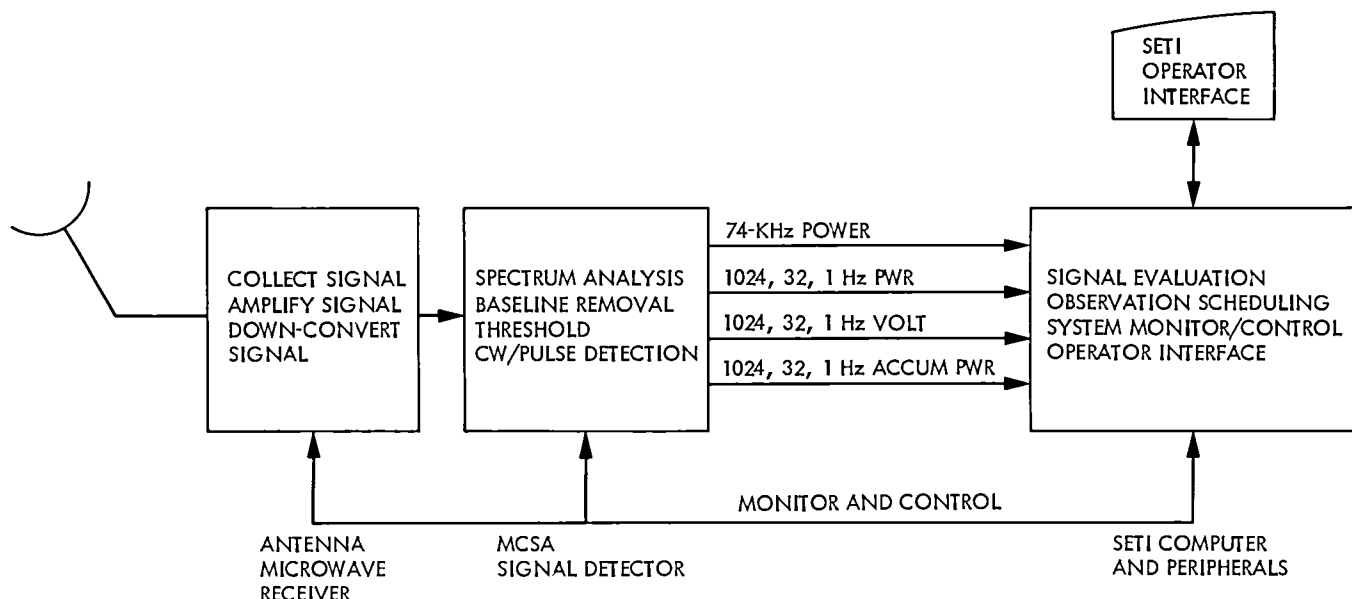 SETI
OPERATOR
INTERFACE
COLLECT SIGNAL
AMPLIFY SIGNAL
DOWN-CONVERT
SIGNAL
SPECTRUM ANALYSIS
BASELINE REMOVAL
THRESHOLD
CW/PULSE DETECTION
74-KHz POWER
1024, 32, 1 Hz PWR
1024, 32, 1 Hz VOLT
1024, 32, 1 Hz ACCUM PWR
SIGNAL EVALUATION
OBSERVATION SCHEDULING
SYSTEM MONITOR/CONTROL
OPERATOR INTERFACE
MONITOR AND CONTROL
ANTENNA
MICROWAVE
RECEIVER
MCSA
SIGNAL DETECTOR
SETI COMPUTER
AND PERIPHERALS